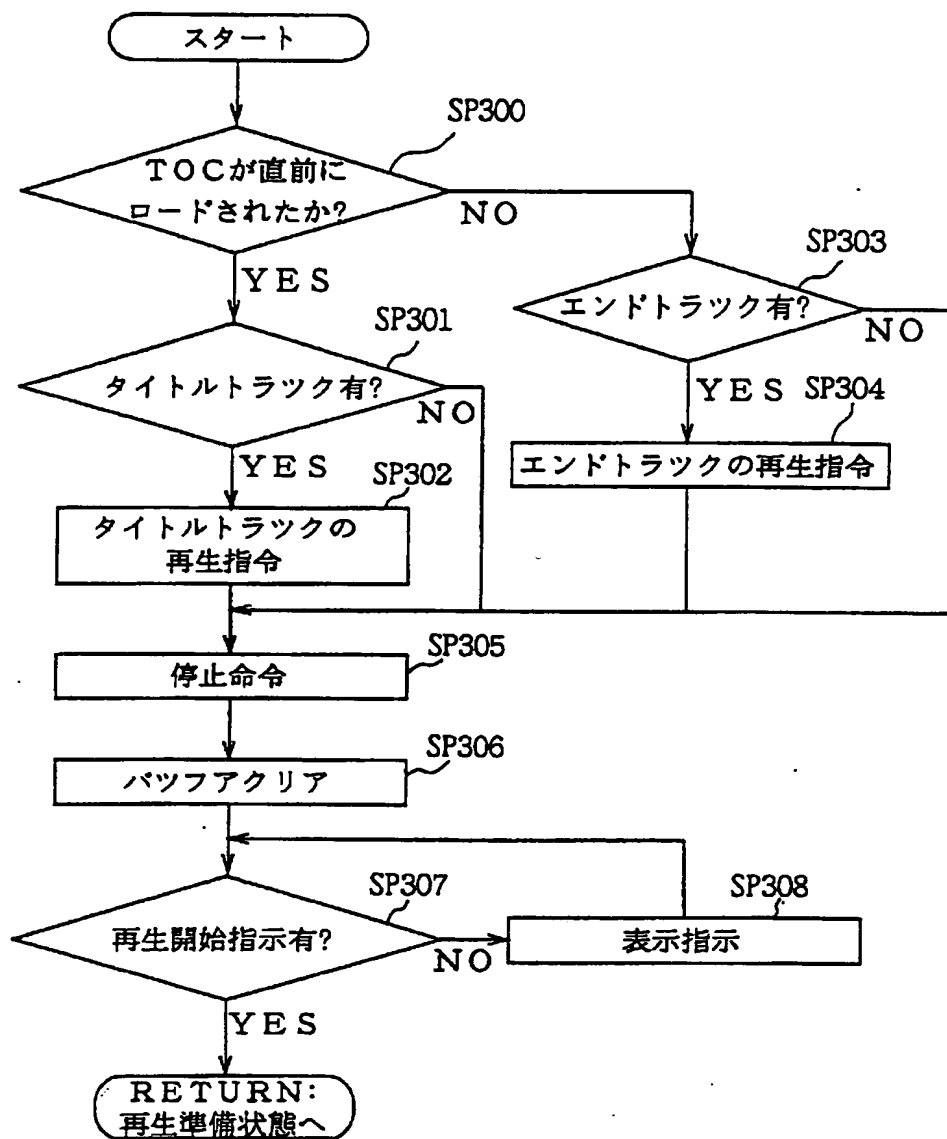 スタート
SP300
TOCが直前に
ロードされたか?
NO
SP303
YES
エンドトラック有?
NO
SP301
タイトルトラツク有?
NO
YES
SP304
YES
SP302
エンドトラックの再生指令
タイトルトラツクの
再生指令
SP305
停止命令
SP306
バツフアクリア
SP307
SP308
再生開始指示有?
NO
表示指示
YES
RETURN:
再生準備状態へ